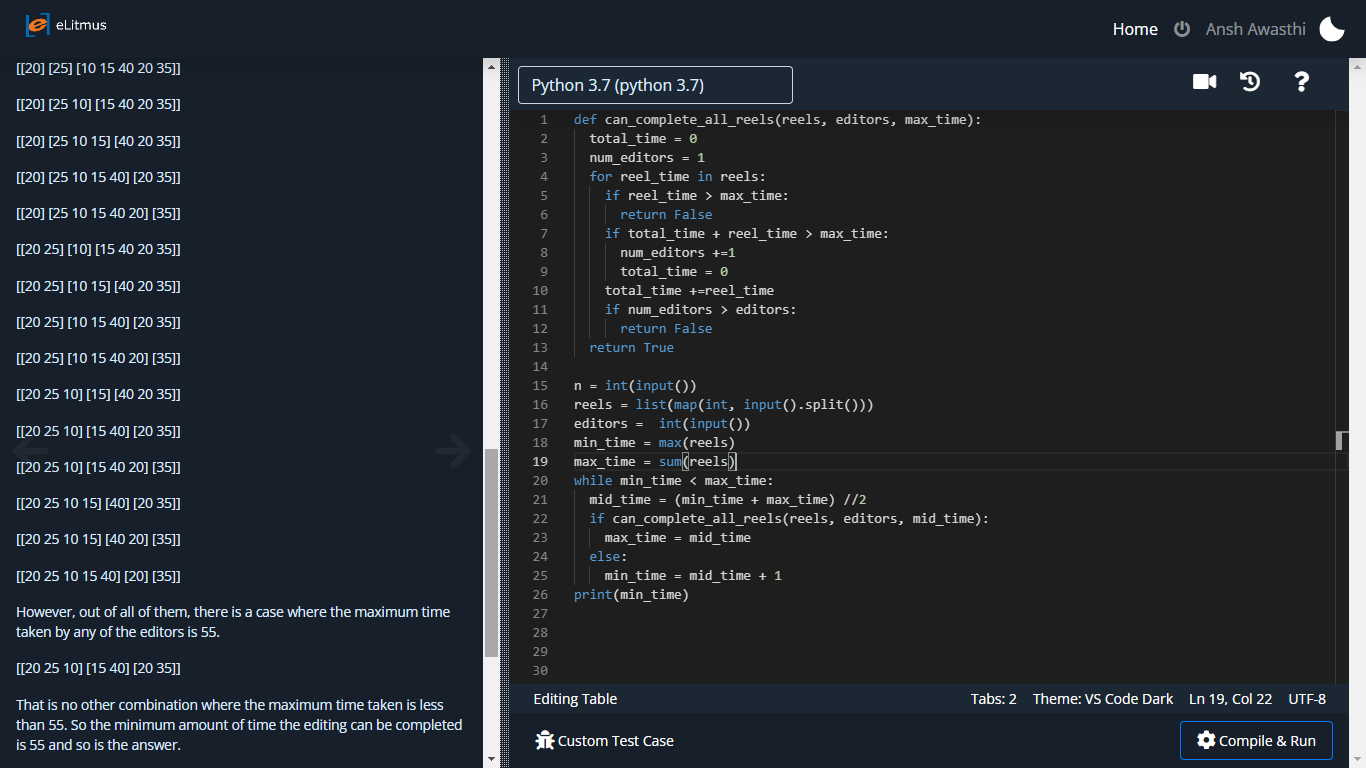 eLitmus
Home Ansh Awasthi
[[20] [25] [10 15 40 20 35]]
[[20] [25 10] [15 40 20 35]]
[[20] [25 10 15] [40 20 35]]
[[20] [25 10 15 40] [20 35]]
[[20] [25 10 15 40 20] [35]]
[[20 25] [10] [15 40 20 35]]
[[20 25] [10 15] [40 20 35]]
[[20 25] [10 15 40] [20 35]]
[[20 25] [10 15 40 20] [35]]
[[20 25 10] [15] [40 20 35]]
[[20 25 10] [15 40] [20 35]]
[[20 25 10] [15 40 20] [35]]
[[20 25 10 15] [40] [20 35]]
[[20 25 10 15] [40 20] [35]]
[[20 25 10 15 40] [20] [35]]
However, out of all of them, there is a case where the maximum time
taken by any of the editors is 55.
[[20 25 10] [15 40] [20 35]]
That is no other combination where the maximum time taken is less
than 55. So the minimum amount of time the editing can be completed
is 55 and so is the answer.
Python 3.7 (python 3.7)
1 def can_complete_all_reels(reels, editors, max_time):
2 total_time = 0
3 num_editors = 1
4 for reel_time in reels:
5 if reel_time > max_time:
6 return False
7 if total_time + reel_time > max_time:
8 num_editors +=1
9 total_time = 0
10 total_time +=reel_time
11 if num_editors > editors:
12 return False
13 return True
14
15 n = int(input())
16 reels = list(map(int, input().split()))
17 editors =  int(input())
18 min_time = max(reels)
19 max_time = sum(reels)
20 while min_time < max_time:
21 mid_time = (min_time + max_time) //2
22 if can_complete_all_reels(reels, editors, mid_time):
23 max_time = mid_time
24 else:
25 min_time = mid_time + 1
26 print(min_time)
27
28
29
30
Editing Table Tabs: 2 Theme: VS Code Dark Ln 19, Col 22 UTF-8
Custom Test Case Compile & Run